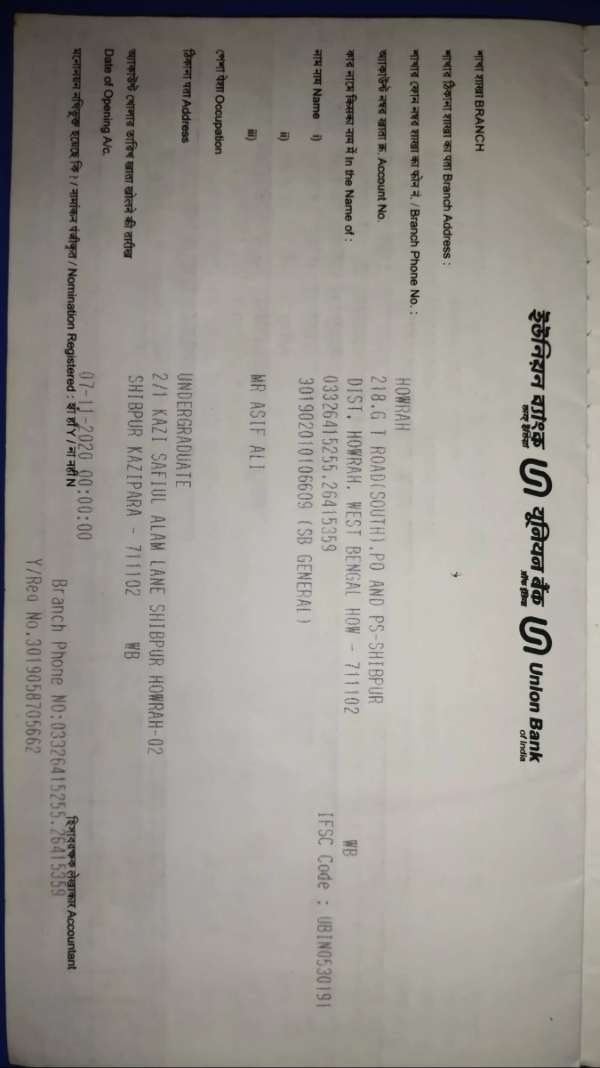 ইউনিয়ন ব্যাংক অফ্ ইন্ডিয়া यूनियन बैंक ऑफ इंडिया Union Bank of India
শাখা शाखा BRANCH
শাখার ঠিকানা शाखा का पता Branch Address :
শাখার ফোন নম্বর शाखा का फोन नं. / Branch Phone No. :
HOWRAH
অ্যাকাউন্ট নম্বর खाता क्र. Account No.
218.G T ROAD(SOUTH).PO AND PS-SHIBPUR
কার নামে किसका नाम में In the Name of :
DIST. HOWRAH. WEST BENGAL HOW - 711102 WB
03326415255.26415359 IFSC Code : UBIN0530191
নাম नाम Name i)
301902010106609 (SB GENERAL)
ii)
iii)
MR ASIF ALI
পেশা पेशा Occupation
ঠিকানা पता Address
UNDERGRADUATE
2/1 KAZI SAFIUL ALAM LANE SHIBPUR HOWRAH-02
SHIBPUR KAZIPARA - 711102 WB
অ্যাকাউন্ট খোলার তারিখ खाता खोलने की तारीख
Date of Opening A/c.
07-11-2020 00:00:00
মনোনয়ন নথিভুক্ত হয়েছে কি ? / नामांकन पंजीकृत / Nomination Registered : হ্যাঁ हाँ Y / না नहीं N
হিসাবরক্ষক लेखाकार Accountant
Branch Phone NO:03326415255.26415359
Y/Reg No.3019058705662